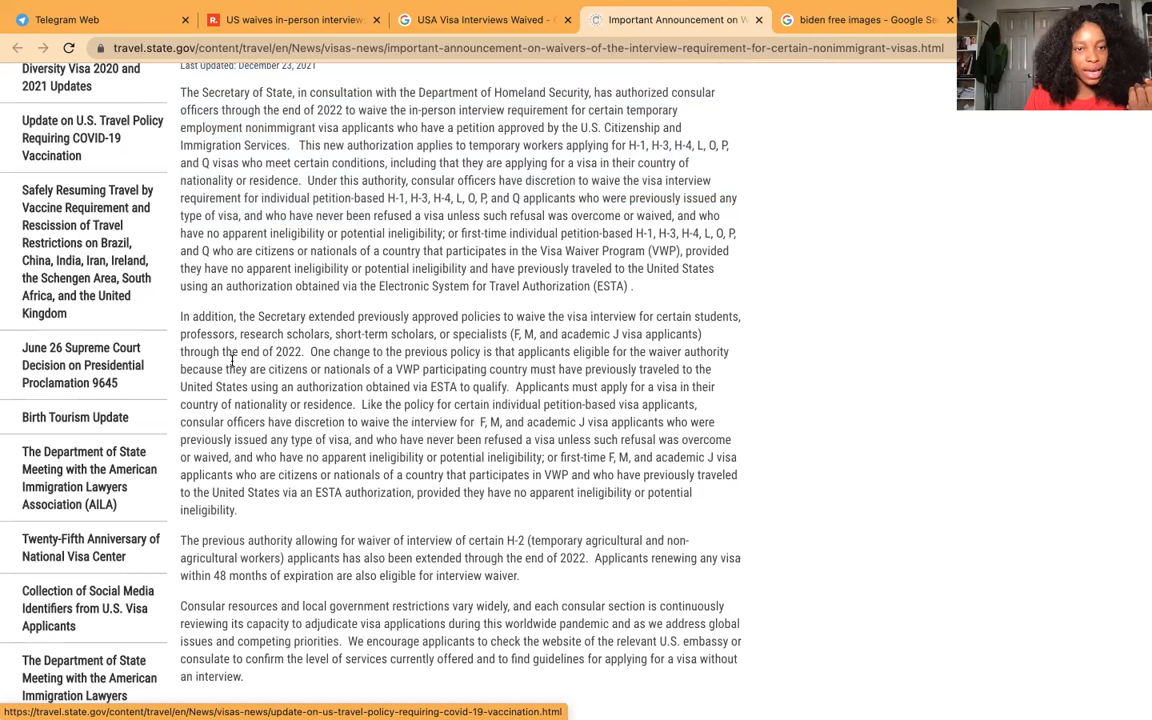 Telegram Web
US waives in-person interview
USA Visa Interviews Waived -
Important Announcement on W
biden free images - Google Se
travel.state.gov/content/travel/en/News/visas-news/important-announcement-on-waivers-of-the-interview-requirement-for-certain-nonimmigrant-visas.html
Diversity Visa 2020 and
2021 Updates
Update on U.S. Travel Policy
Requiring COVID-19
Vaccination
Safely Resuming Travel by
Vaccine Requirement and
Rescission of Travel
Restrictions on Brazil,
China, India, Iran, Ireland,
the Schengen Area, South
Africa, and the United
Kingdom
June 26 Supreme Court
Decision on Presidential
Proclamation 9645
Birth Tourism Update
The Department of State
Meeting with the American
Immigration Lawyers
Association (AILA)
Twenty-Fifth Anniversary of
National Visa Center
Collection of Social Media
Identifiers from U.S. Visa
Applicants
The Department of State
Meeting with the American
Immigration Lawyers
Last Updated: December 23, 2021
The Secretary of State, in consultation with the Department of Homeland Security, has authorized consular
officers through the end of 2022 to waive the in-person interview requirement for certain temporary
employment nonimmigrant visa applicants who have a petition approved by the U.S. Citizenship and
Immigration Services. This new authorization applies to temporary workers applying for H-1, H-3, H-4, L, O, P,
and Q visas who meet certain conditions, including that they are applying for a visa in their country of
nationality or residence. Under this authority, consular officers have discretion to waive the visa interview
requirement for individual petition-based H-1, H-3, H-4, L, O, P, and Q applicants who were previously issued any
type of visa, and who have never been refused a visa unless such refusal was overcome or waived, and who
have no apparent ineligibility or potential ineligibility; or first-time individual petition-based H-1, H-3, H-4, L, O, P,
and Q who are citizens or nationals of a country that participates in the Visa Waiver Program (VWP), provided
they have no apparent ineligibility or potential ineligibility and have previously traveled to the United States
using an authorization obtained via the Electronic System for Travel Authorization (ESTA) .
In addition, the Secretary extended previously approved policies to waive the visa interview for certain students,
professors, research scholars, short-term scholars, or specialists (F, M, and academic J visa applicants)
through the end of 2022. One change to the previous policy is that applicants eligible for the waiver authority
because they are citizens or nationals of a VWP participating country must have previously traveled to the
United States using an authorization obtained via ESTA to qualify. Applicants must apply for a visa in their
country of nationality or residence. Like the policy for certain individual petition-based visa applicants,
consular officers have discretion to waive the interview for F, M, and academic J visa applicants who were
previously issued any type of visa, and who have never been refused a visa unless such refusal was overcome
or waived, and who have no apparent ineligibility or potential ineligibility; or first-time F, M, and academic J visa
applicants who are citizens or nationals of a country that participates in VWP and who have previously traveled
to the United States via an ESTA authorization, provided they have no apparent ineligibility or potential
ineligibility.
The previous authority allowing for waiver of interview of certain H-2 (temporary agricultural and non-
agricultural workers) applicants has also been extended through the end of 2022. Applicants renewing any visa
within 48 months of expiration are also eligible for interview waiver.
Consular resources and local government restrictions vary widely, and each consular section is continuously
reviewing its capacity to adjudicate visa applications during this worldwide pandemic and as we address global
issues and competing priorities. We encourage applicants to check the website of the relevant U.S. embassy or
consulate to confirm the level of services currently offered and to find guidelines for applying for a visa without
an interview.
https://travel.state.gov/content/travel/en/News/visas-news/update-on-us-travel-policy-requiring-covid-19-vaccination.html